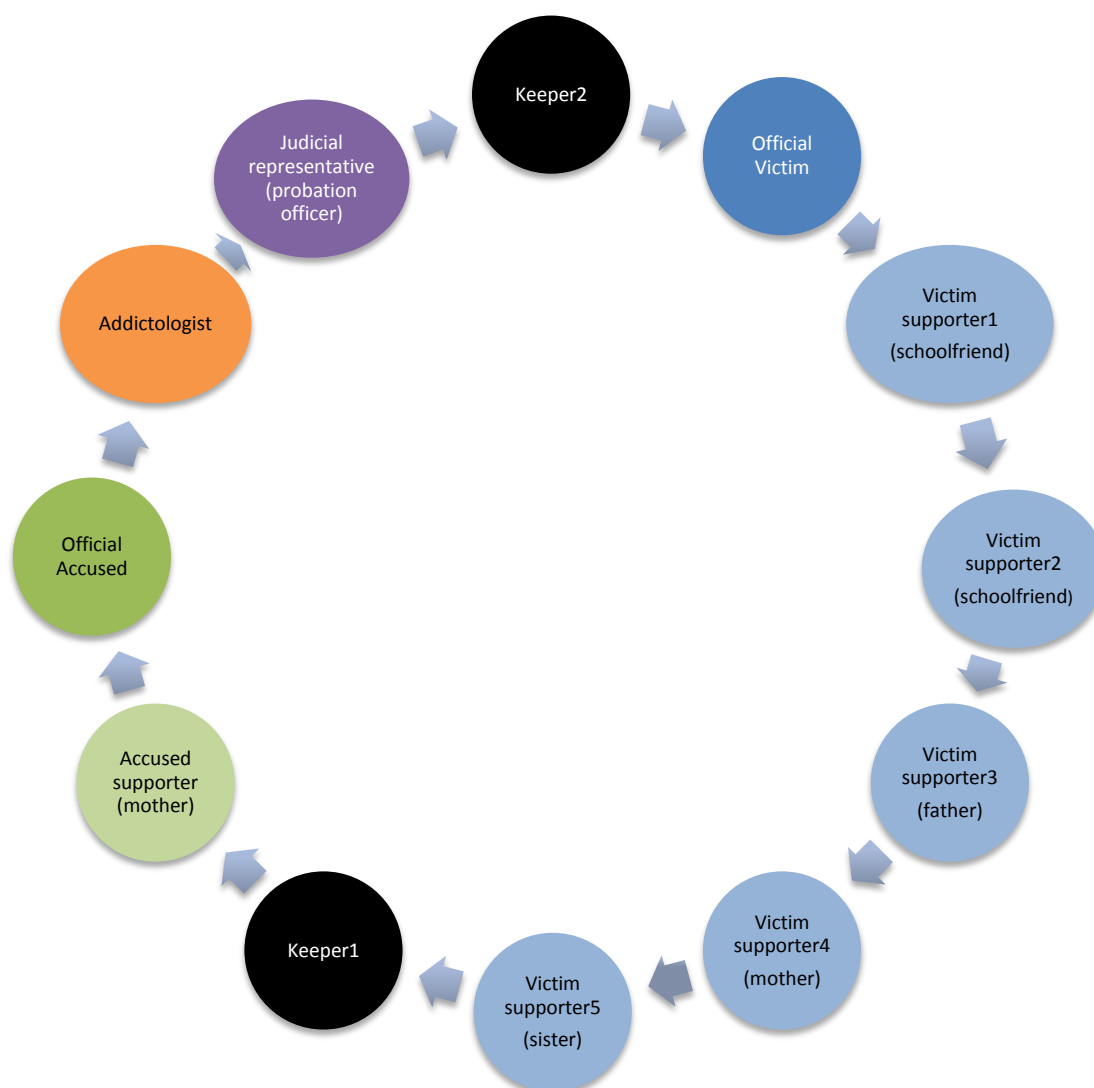 Keeper2
Official
Victim
Victim
supporter1
(schoolfriend)
Victim
supporter2
(schoolfriend)
Victim
supporter3
(father)
Victim
supporter4
(mother)
Victim
supporter5
(sister)
Keeper1
Accused
supporter
(mother)
Official
Accused
Addictologist
Judicial
representative
(probation
officer)